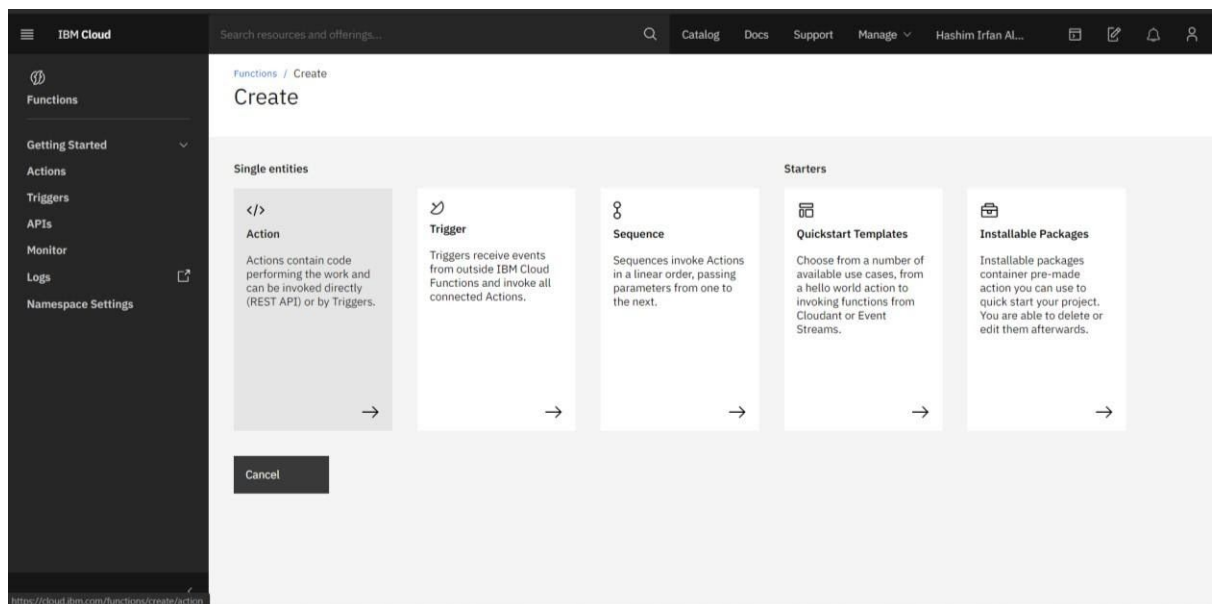 IBM Cloud
Search resources and offerings...
Catalog
Docs
Support
Manage
Hashim Irfan Al...
Functions
Getting Started
Actions
Triggers
APIs
Monitor
Logs
Namespace Settings
Functions / Create
Create
Single entities
Starters
</>
Action
Actions contain code
performing the work and
can be invoked directly
(REST API) or by Triggers.
Trigger
Triggers receive events
from outside IBM Cloud
Functions and invoke all
connected Actions.
Sequence
Sequences invoke Actions
in a linear order, passing
parameters from one to
the next.
Quickstart Templates
Choose from a number of
available use cases, from
a hello world action to
invoking functions from
Cloudant or Event
Streams.
Installable Packages
Installable packages
container pre-made
action you can use to
quick start your project.
You are able to delete or
edit them afterwards.
Cancel
https://cloud.ibm.com/functions/create/action